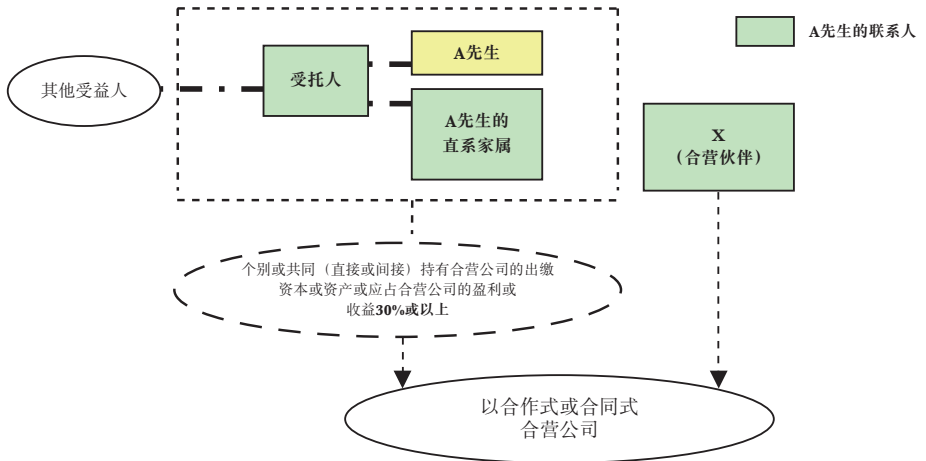 A先生的联系人
A先生
受托人
其他受益人
A先生的
直系家属
X
（合营伙伴）
个别或共同（直接或间接）持有合营公司的出缴
资本或资产或应占合营公司的盈利或
收益30%或以上
以合作式或合同式
合营公司